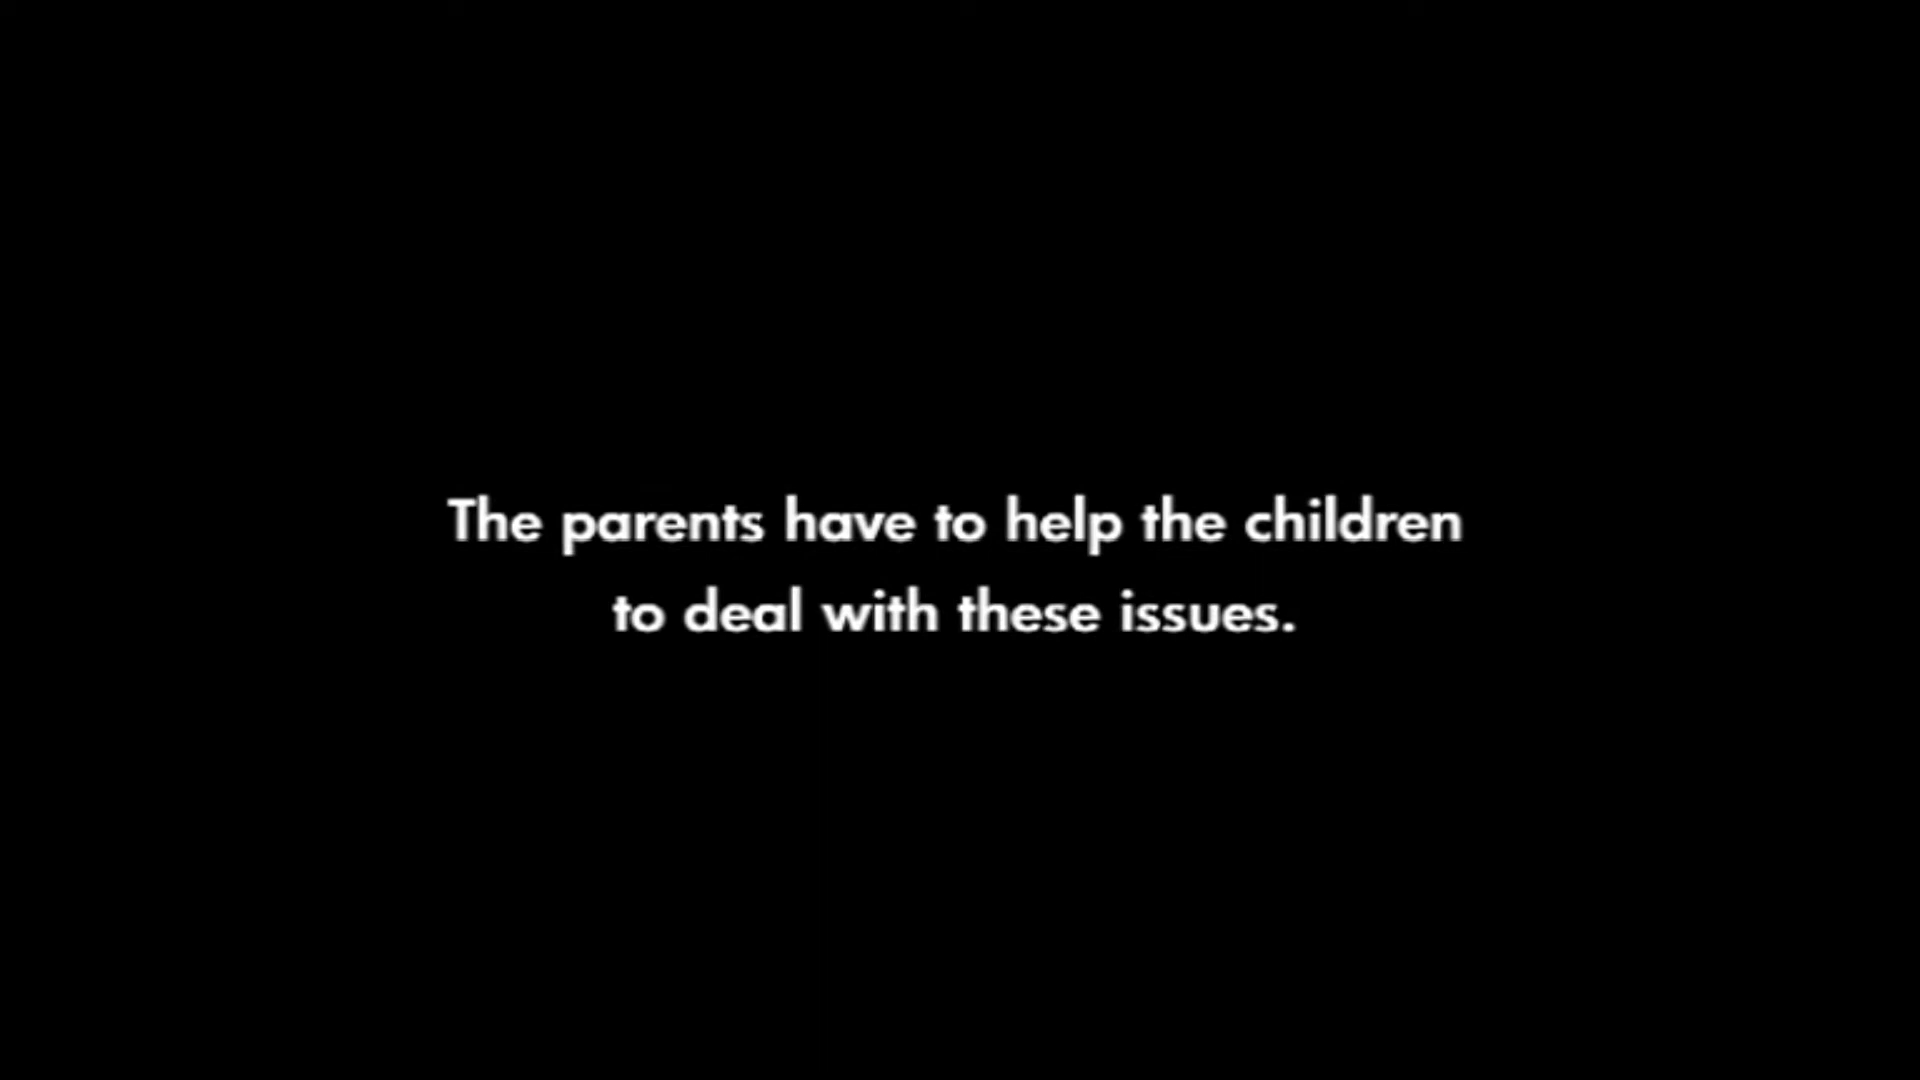 The parents have to help the children
to deal with these issues.